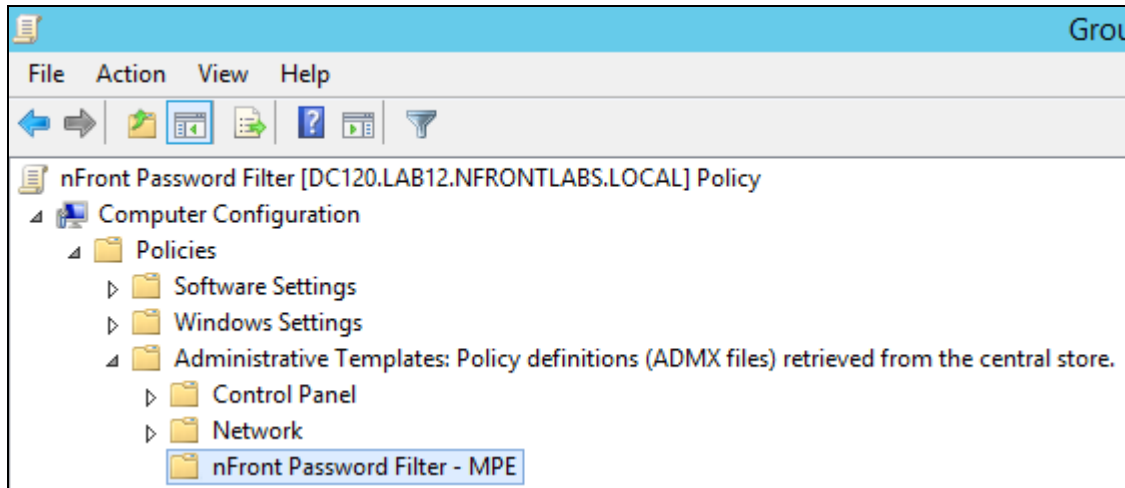 Grou
File Action View Help
nFront Password Filter [DC120.LAB12.NFRONTLABS.LOCAL] Policy
Computer Configuration
Policies
Software Settings
Windows Settings
Administrative Templates: Policy definitions (ADMX files) retrieved from the central store.
Control Panel
Network
nFront Password Filter - MPE